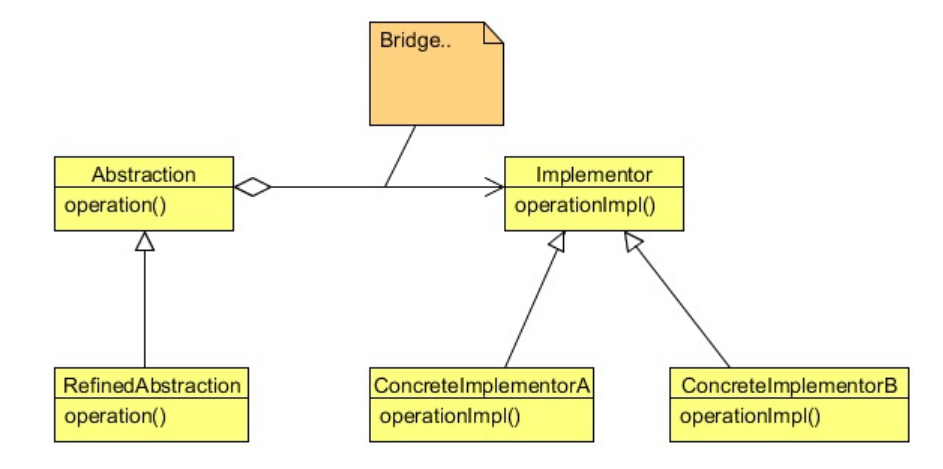 Bridge..
Abstraction
operation()
Implementor
operationImpl()
RefinedAbstraction
operation()
ConcreteImplementorA
operationImpl()
ConcreteImplementorB
operationImpl()